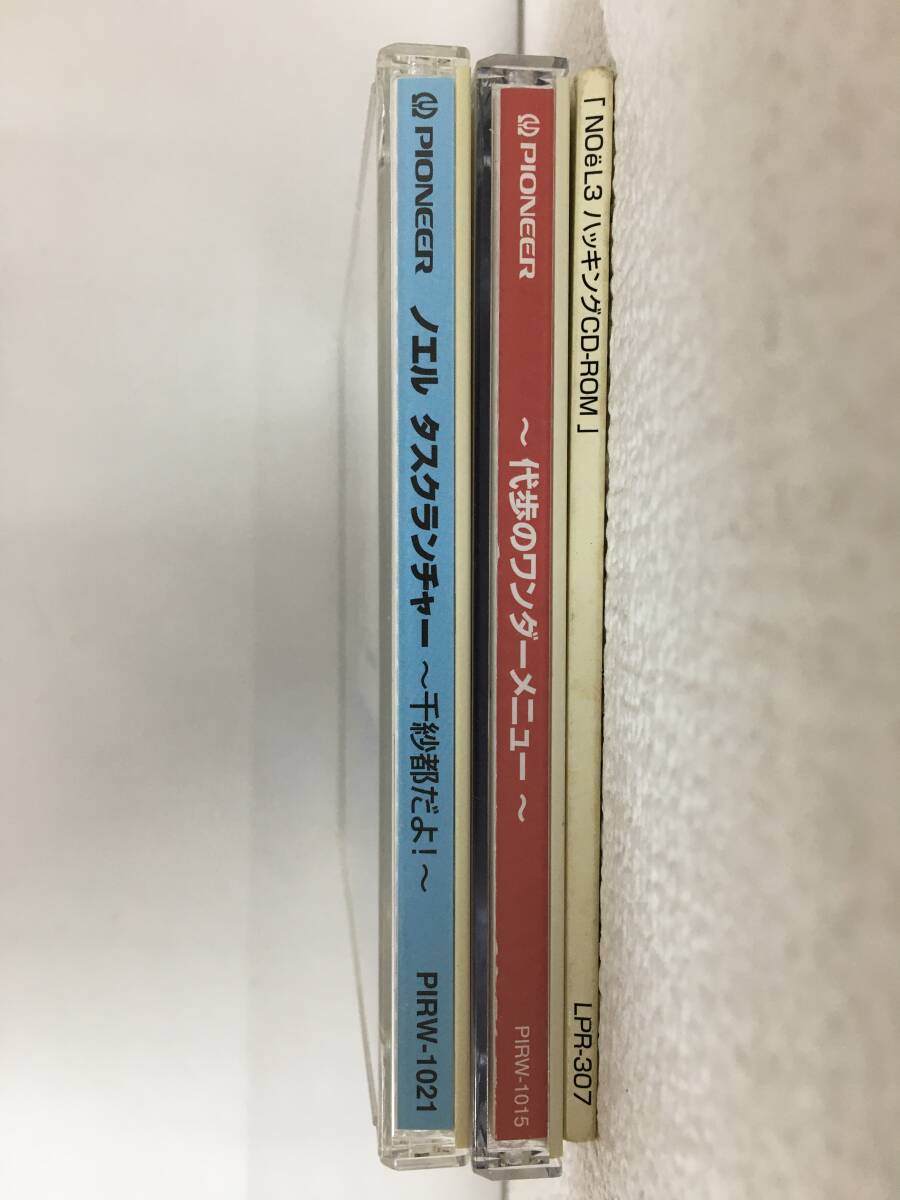 PIONEER ノエル タスクランチャー ～千紗都だよ!～ PIRW-1021
PIONEER ～ 代歩のワンダーメニュー ～ PIRW-1015
「NOëL3 ハッキングCD-ROM」 LPR-307